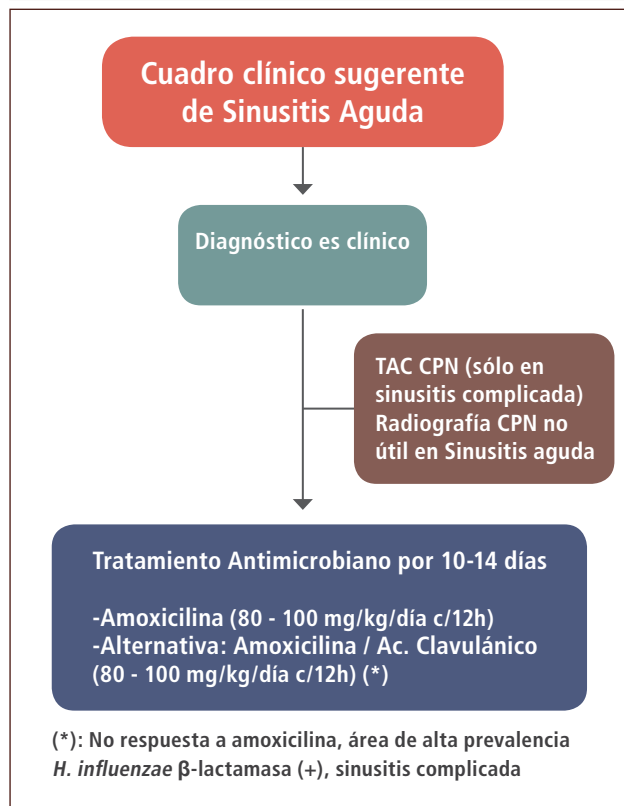 Cuadro clínico sugerente
de Sinusitis Aguda
Diagnóstico es clínico
TAC CPN (sólo en
sinusitis complicada)
Radiografía CPN no
útil en Sinusitis aguda
Tratamiento Antimicrobiano por 10-14 días
-Amoxicilina (80 - 100 mg/kg/día c/12h)
-Alternativa: Amoxicilina / Ac. Clavulánico
(80 - 100 mg/kg/día c/12h) (*)
(*): No respuesta a amoxicilina, área de alta prevalencia
H. influenzae β-lactamasa (+), sinusitis complicada